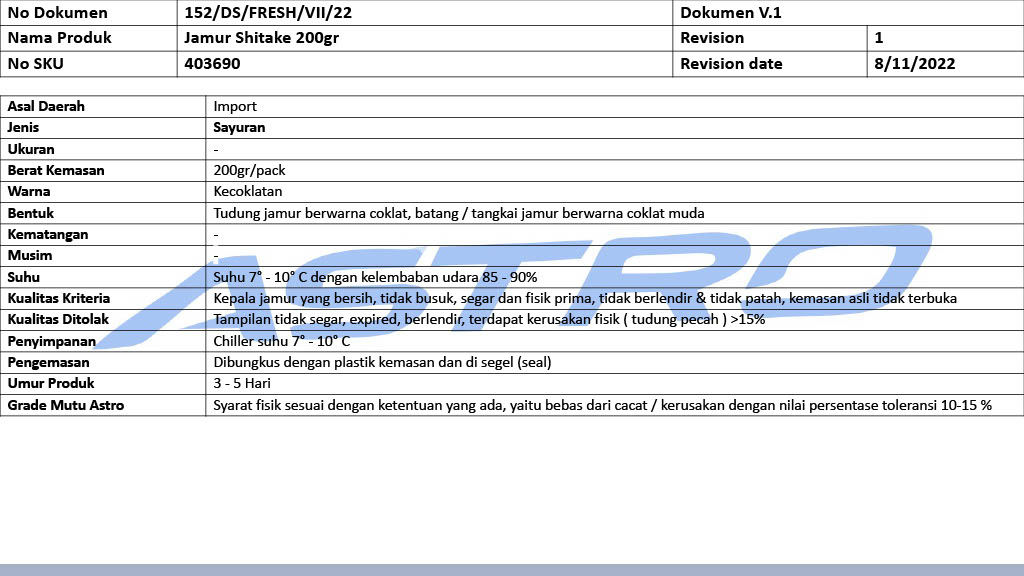 No Dokumen 152/DS/FRESH/VII/22 Dokumen V.1
Nama Produk Jamur Shitake 200gr Revision 1
No SKU 403690 Revision date 8/11/2022
Asal Daerah Import
Jenis Sayuran
Ukuran -
Berat Kemasan 200gr/pack
Warna Kecoklatan
Bentuk Tudung jamur berwarna coklat, batang / tangkai jamur berwarna coklat muda
Kematangan -
Musim -
Suhu Suhu 7° - 10° C dengan kelembaban udara 85 - 90%
Kualitas Kriteria Kepala jamur yang bersih, tidak busuk, segar dan fisik prima, tidak berlendir & tidak patah, kemasan asli tidak terbuka
Kualitas Ditolak Tampilan tidak segar, expired, berlendir, terdapat kerusakan fisik ( tudung pecah ) >15%
Penyimpanan Chiller suhu 7° - 10° C
Pengemasan Dibungkus dengan plastik kemasan dan di segel (seal)
Umur Produk 3 - 5 Hari
Grade Mutu Astro Syarat fisik sesuai dengan ketentuan yang ada, yaitu bebas dari cacat / kerusakan dengan nilai persentase toleransi 10-15 %
ASTRO